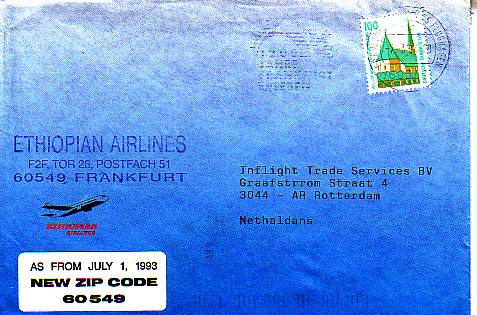 100
ETHIOPIAN AIRLINES
F2F, TOR 26, POSTFACH 51
60549 FRANKFURT
Inflight Trade Services BV
Graafstrrom Straat 4
3044 - AR Rotterdam
Nethaldans
ETHIOPIAN
AIRLINES
AS FROM JULY 1, 1993
NEW ZIP CODE
60549